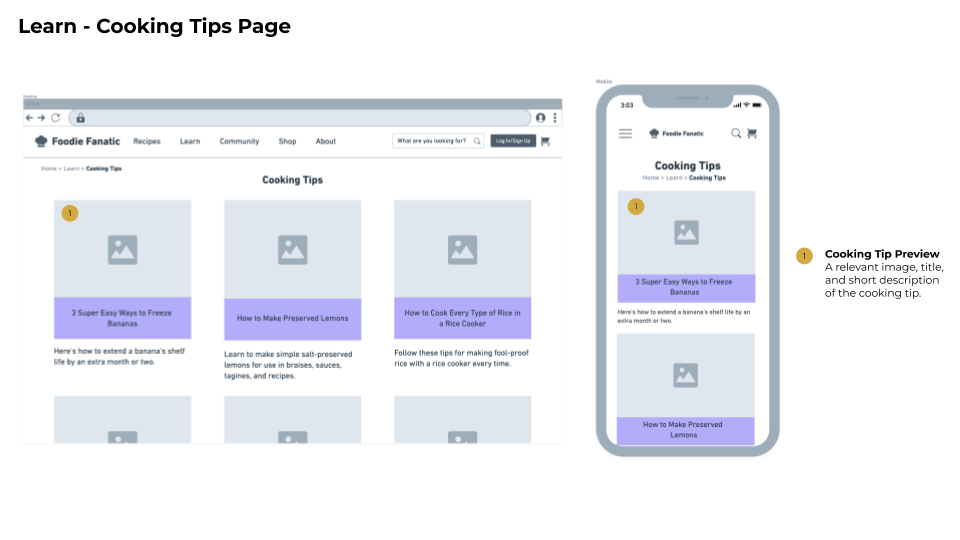 Learn - Cooking Tips Page
Desktop
Mobile
Foodie Fanatic
Recipes
Learn
Community
Shop
About
What are you looking for?
Log In/Sign Up
Home > Learn > Cooking Tips
Cooking Tips
1
3 Super Easy Ways to Freeze
Bananas
Here's how to extend a banana's shelf
life by an extra month or two.
How to Make Preserved Lemons
Learn to make simple salt-preserved
lemons for use in braises, sauces,
tagines, and recipes.
How to Cook Every Type of Rice in
a Rice Cooker
Follow these tips for making fool-proof
rice with a rice cooker every time.
3:03
Foodie Fanatic
Cooking Tips
Home > Learn > Cooking Tips
1
3 Super Easy Ways to Freeze
Bananas
Here's how to extend a banana's shelf life by an
extra month or two.
How to Make Preserved
Lemons
1
Cooking Tip Preview
A relevant image, title,
and short description
of the cooking tip.